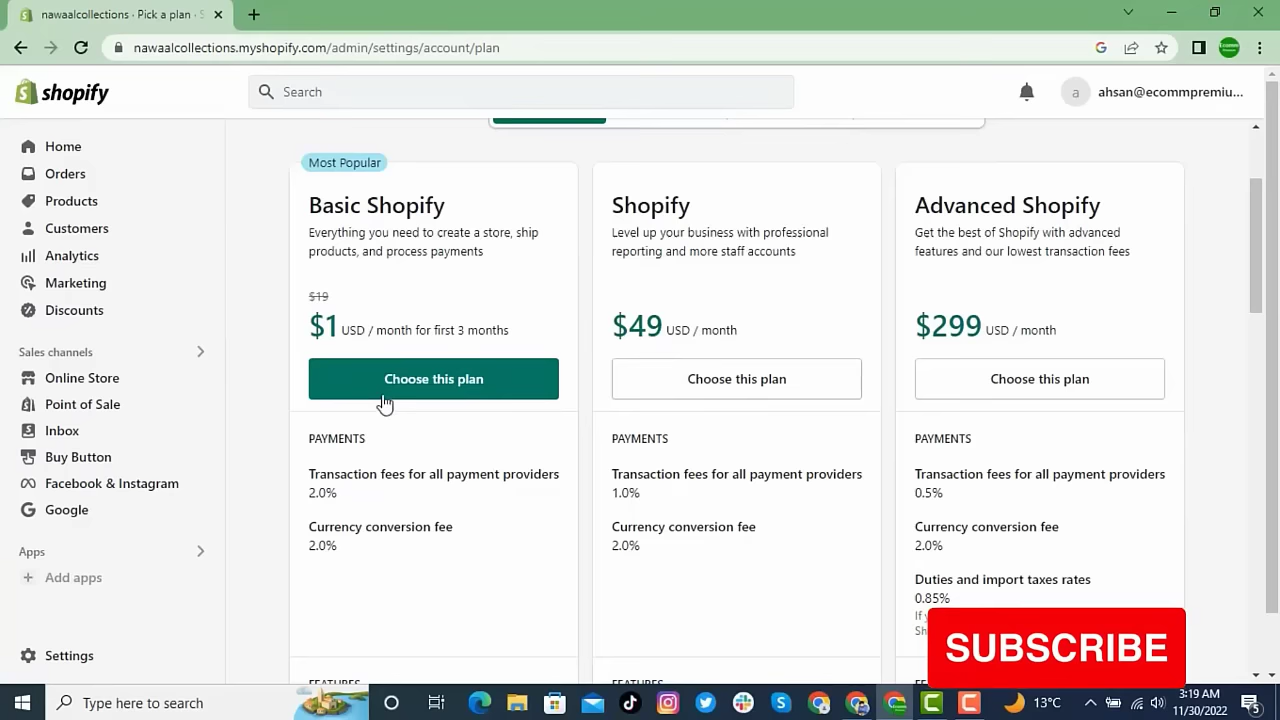 nawaalcollections · Pick a plan ·
nawaalcollections.myshopify.com/admin/settings/account/plan
shopify
Search
a
ahsan@ecommpremiu...
Home
Orders
Products
Customers
Analytics
Marketing
Discounts
Sales channels
Online Store
Point of Sale
Inbox
Buy Button
Facebook & Instagram
Google
Apps
Add apps
Settings
Most Popular
Basic Shopify
Everything you need to create a store, ship
products, and process payments
$19
$1 USD / month for first 3 months
Choose this plan
PAYMENTS
Transaction fees for all payment providers
2.0%
Currency conversion fee
2.0%
FEATURES
Shopify
Level up your business with professional
reporting and more staff accounts
$49 USD / month
Choose this plan
PAYMENTS
Transaction fees for all payment providers
1.0%
Currency conversion fee
2.0%
FEATURES
Advanced Shopify
Get the best of Shopify with advanced
features and our lowest transaction fees
$299 USD / month
Choose this plan
PAYMENTS
Transaction fees for all payment providers
0.5%
Currency conversion fee
2.0%
Duties and import taxes rates
0.85%
SUBSCRIBE
Type here to search
13°C
3:19 AM
11/30/2022
5